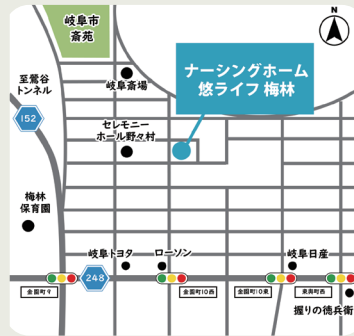 岐阜市
斎苑
N
至鶯谷
トンネル
岐阜斎場
ナーシングホーム
悠ライフ 梅林
152
セレモニー
ホール野々村
梅林
保育園
岐阜トヨタ
ローソン
岐阜日産
248
金園町9
金園町10西
金園町10東
東興町西
握りの徳兵衛